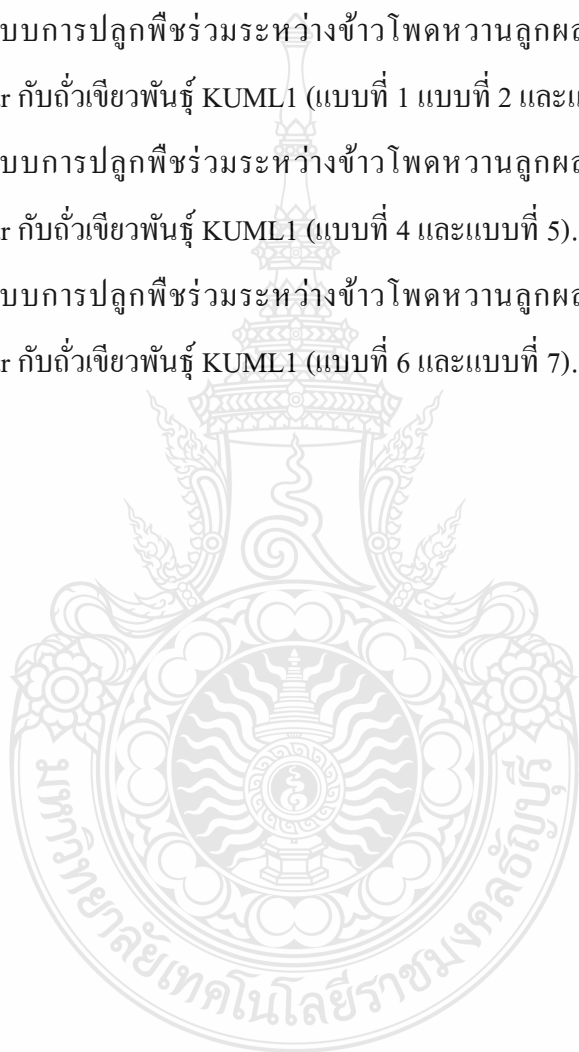 บบการปลูกพืชร่วมระหว่างข้าวโพดหวานลูกผส
r กับถั่วเขียวพันธุ์ KUML1 (แบบที่ 1 แบบที่ 2 และแ
บบการปลูกพืชร่วมระหว่างข้าวโพดหวานลูกผส
r กับถั่วเขียวพันธุ์ KUML1 (แบบที่ 4 และแบบที่ 5).
บบการปลูกพืชร่วมระหว่างข้าวโพดหวานลูกผส
r กับถั่วเขียวพันธุ์ KUML1 (แบบที่ 6 และแบบที่ 7).
มหาวิทยาลัยเทคโนโลยีราชมงคลธัญบุรี